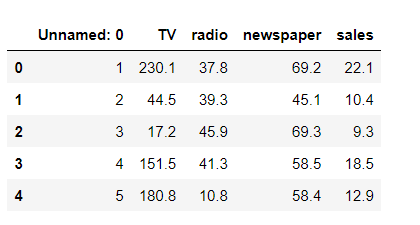 Unnamed: 0 TV radio newspaper sales
0 1 230.1 37.8 69.2 22.1
1 2 44.5 39.3 45.1 10.4
2 3 17.2 45.9 69.3 9.3
3 4 151.5 41.3 58.5 18.5
4 5 180.8 10.8 58.4 12.9